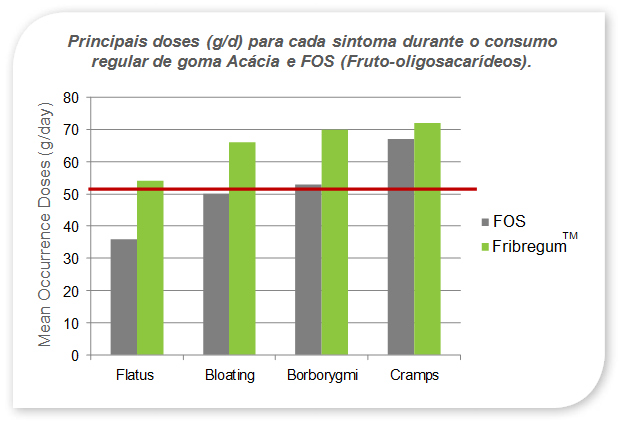 Principais doses (g/d) para cada sintoma durante o consumo
regular de goma Acácia e FOS (Fruto-oligosacarídeos).
Mean Occurrence Doses (g/day)
80
70
60
50
40
30
20
10
0
Flatus
Bloating
Borborygmi
Cramps
FOS
Fribregum™